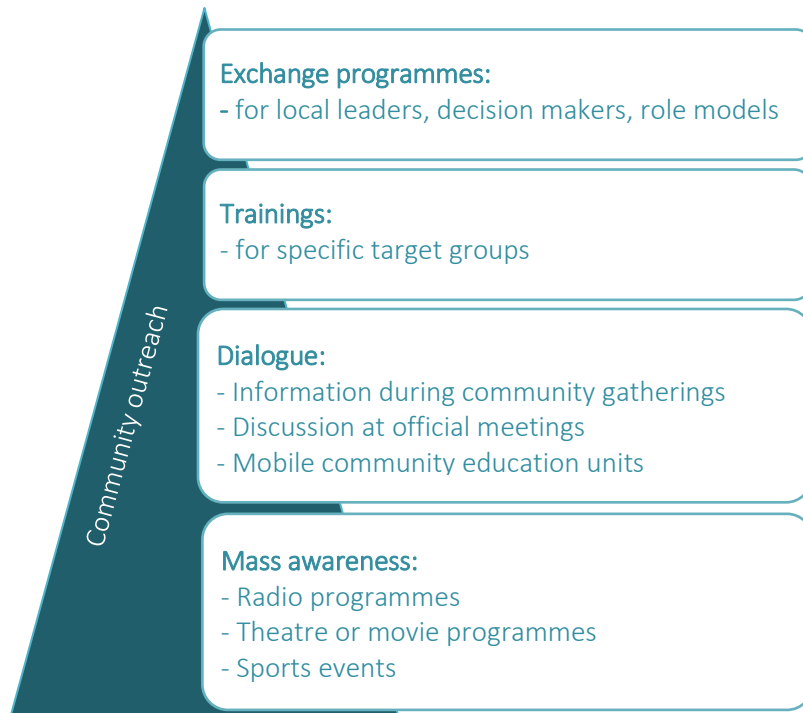 Exchange programmes:
- for local leaders, decision makers, role models
Trainings:
- for specific target groups
Community outreach
Dialogue:
- Information during community gatherings
- Discussion at official meetings
- Mobile community education units
Mass awareness:
- Radio programmes
- Theatre or movie programmes
- Sports events